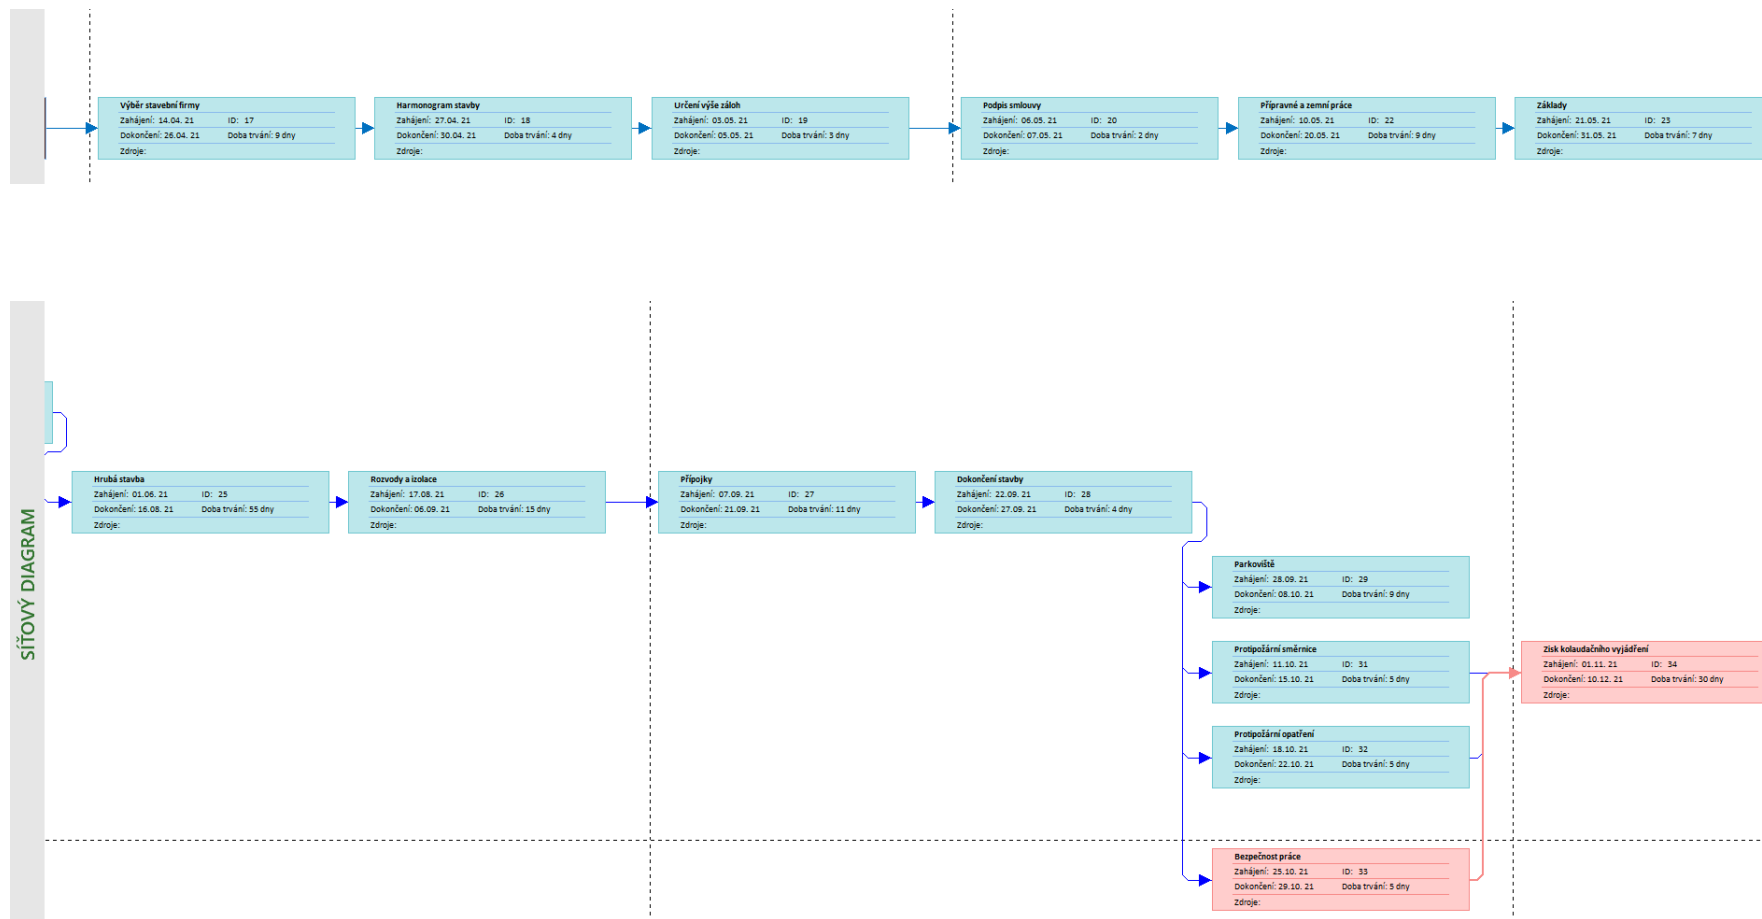 Výběr stavební firmy
Zahájení: 14.04. 21 ID: 17
Dokončení: 26.04. 21 Doba trvání: 9 dny
Zdroje:
Harmonogram stavby
Zahájení: 27.04. 21 ID: 18
Dokončení: 30.04. 21 Doba trvání: 4 dny
Zdroje:
Určení výše záloh
Zahájení: 03.05. 21 ID: 19
Dokončení: 05.05. 21 Doba trvání: 3 dny
Zdroje:
Podpis smlouvy
Zahájení: 06.05. 21 ID: 20
Dokončení: 07.05. 21 Doba trvání: 2 dny
Zdroje:
Přípravné a zemní práce
Zahájení: 10.05. 21 ID: 22
Dokončení: 20.05. 21 Doba trvání: 9 dny
Zdroje:
Základy
Zahájení: 21.05. 21 ID: 23
Dokončení: 31.05. 21 Doba trvání: 7 dny
Zdroje:
SÍŤOVÝ DIAGRAM
Hrubá stavba
Zahájení: 01.06. 21 ID: 25
Dokončení: 16.08. 21 Doba trvání: 55 dny
Zdroje:
Rozvody a izolace
Zahájení: 17.08. 21 ID: 26
Dokončení: 06.09. 21 Doba trvání: 15 dny
Zdroje:
Přípojky
Zahájení: 07.09. 21 ID: 27
Dokončení: 21.09. 21 Doba trvání: 11 dny
Zdroje:
Dokončení stavby
Zahájení: 22.09. 21 ID: 28
Dokončení: 27.09. 21 Doba trvání: 4 dny
Zdroje:
Parkoviště
Zahájení: 28.09. 21 ID: 29
Dokončení: 08.10. 21 Doba trvání: 9 dny
Zdroje:
Protipožární směrnice
Zahájení: 11.10. 21 ID: 31
Dokončení: 15.10. 21 Doba trvání: 5 dny
Zdroje:
Zisk kolaudačního vyjádření
Zahájení: 01.11. 21 ID: 34
Dokončení: 10.12. 21 Doba trvání: 30 dny
Zdroje:
Protipožární opatření
Zahájení: 18.10. 21 ID: 32
Dokončení: 22.10. 21 Doba trvání: 5 dny
Zdroje:
Bezpečnost práce
Zahájení: 25.10. 21 ID: 33
Dokončení: 29.10. 21 Doba trvání: 5 dny
Zdroje: